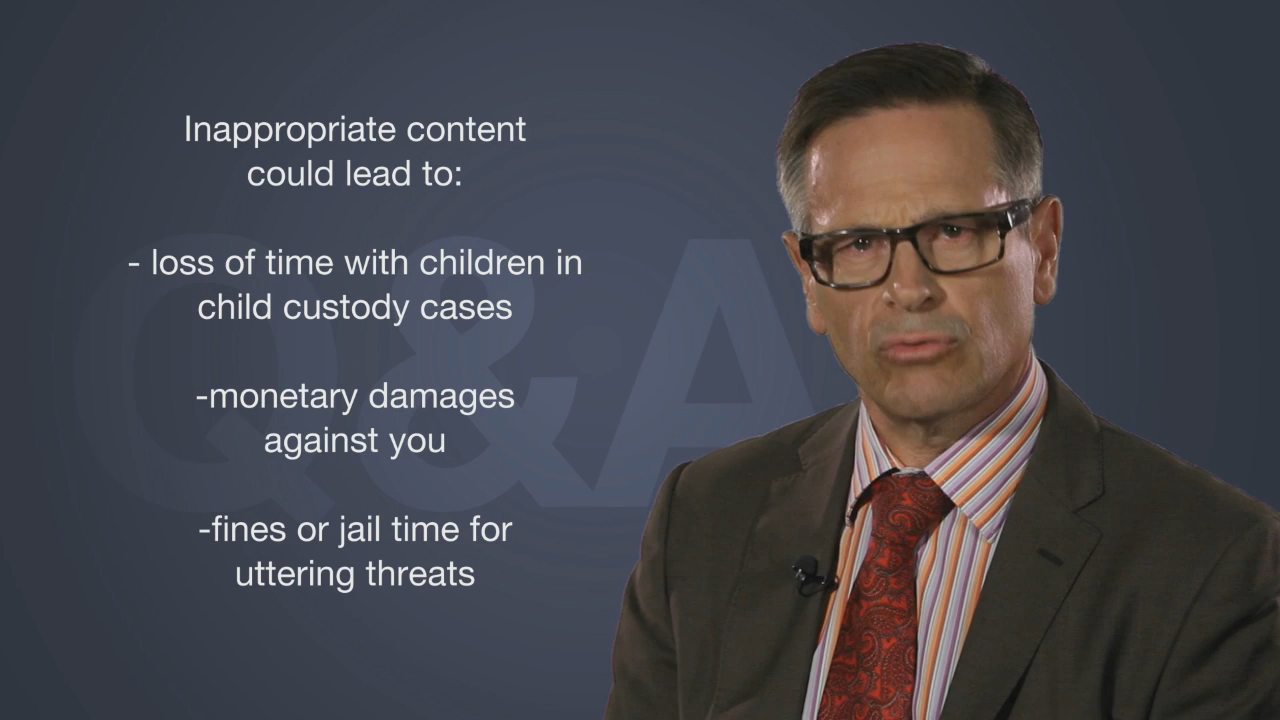 Inappropriate content
could lead to:
- loss of time with children in
child custody cases
-monetary damages
against you
-fines or jail time for
uttering threats
Q&A